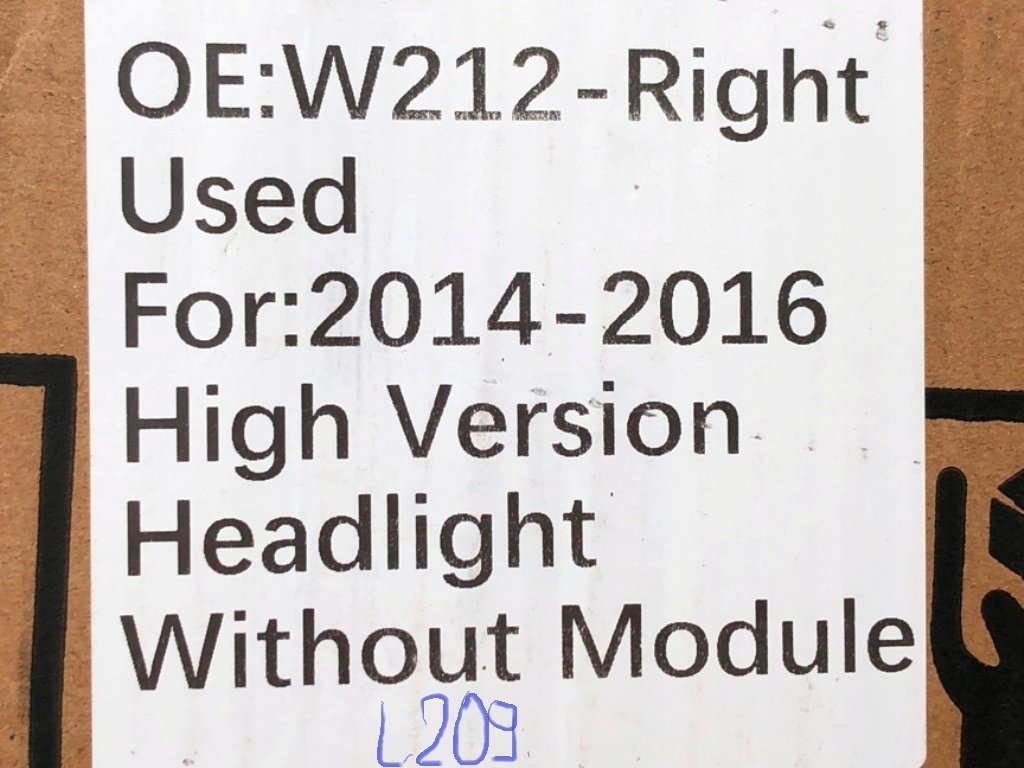 OE:W212-Right
Used
For:2014-2016
High Version
Headlight
Without Module
L209